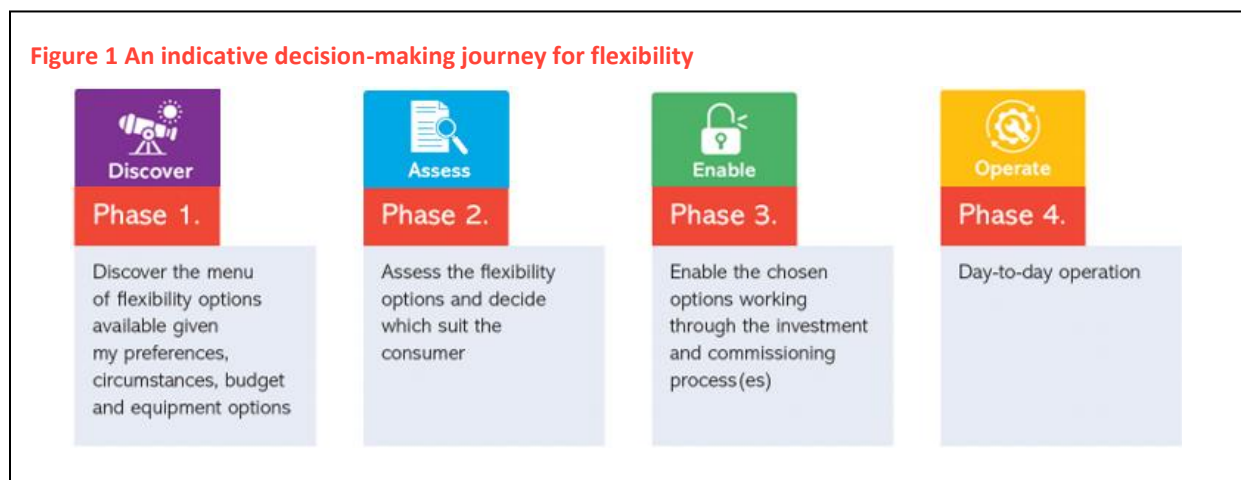 Figure 1 An indicative decision-making journey for flexibility
Discover
Phase 1.
Discover the menu
of flexibility options
available given
my preferences,
circumstances, budget
and equipment options
Assess
Phase 2.
Assess the flexibility
options and decide
which suit the
consumer
Enable
Phase 3.
Enable the chosen
options working
through the investment
and commissioning
process(es)
Operate
Phase 4.
Day-to-day operation